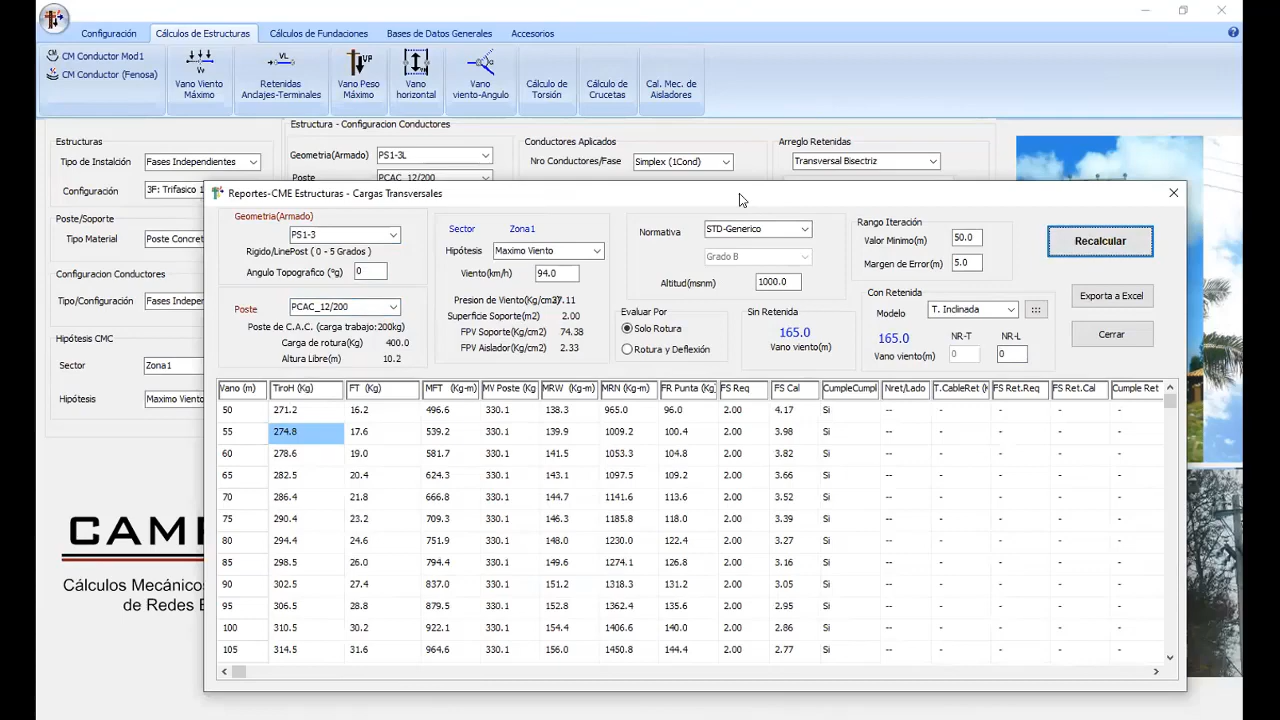 Configuración Cálculos de Estructuras Cálculos de Fundaciones Bases de Datos Generales Accesorios
CM Conductor Mod1
CM Conductor (Fenosa)
Vano Viento Máximo
Retenidas Anclajes-Terminales
Vano Peso Máximo
Vano horizontal
Vano viento-Angulo
Cálculo de Torsión
Cálculo de Crucetas
Cal. Mec. de Aisladores
Estructuras
Tipo de Instalción Fases Independientes
Configuración 3F: Trifasico 1
Poste/Soporte
Tipo Material Poste Concret
Configuracion Conductores
Tipo/Configuración Fases Indeper
Hipótesis CMC
Sector Zona1
Hipótesis Maximo Viento
Estructura - Configuracion Conductores
Geometria(Armado) PS1-3L
Poste PCAC_12/200
Conductores Aplicados
Nro Conductores/Fase Simplex (1Cond)
Arreglo Retenidas
Transversal Bisectriz
CAMP
Cálculos Mecánicos
de Redes E
Reportes-CME Estructuras - Cargas Transversales
Geometria(Armado)
PS1-3
Rigido/LinePost ( 0 - 5 Grados )
Angulo Topografico (ºg) 0
Poste PCAC_12/200
Poste de C.A.C. (carga trabajo:200kg)
Carga de rotura(Kg) 400.0
Altura Libre(m) 10.2
Sector Zona1
Hipótesis Maximo Viento
Viento(km/h) 94.0
Presion de Viento(Kg/cm2) 37.11
Superficie Soporte(m2) 2.00
FPV Soporte(Kg/cm2) 74.38
FPV Aislador(Kg/cm2) 2.33
Normativa STD-Generico
Grado B
Altitud(msnm) 1000.0
Evaluar Por
Solo Rotura
Rotura y Deflexión
Sin Retenida
165.0
Vano viento(m)
Rango Iteración
Valor Minimo(m) 50.0
Margen de Error(m) 5.0
Con Retenida
Modelo T. Inclinada
165.0 NR-T NR-L
Vano viento(m) 0 0
Recalcular
Exporta a Excel
Cerrar
Vano (m) TiroH (Kg) FT (Kg) MFT (Kg-m) MV Poste (Kg MRW (Kg-m) MRN (Kg-m) FR Punta (Kg FS Req FS Cal CumpleCumpl Nret/Lado T.CableRet (K FS Ret.Req FS Ret.Cal Cumple Ret
50 271.2 16.2 496.6 330.1 138.3 965.0 96.0 2.00 4.17 Si -- - - - -
55 274.8 17.6 539.2 330.1 139.9 1009.2 100.4 2.00 3.98 Si -- - - - -
60 278.6 19.0 581.7 330.1 141.5 1053.3 104.8 2.00 3.82 Si -- - - - -
65 282.5 20.4 624.3 330.1 143.1 1097.5 109.2 2.00 3.66 Si -- - - - -
70 286.4 21.8 666.8 330.1 144.7 1141.6 113.6 2.00 3.52 Si -- - - - -
75 290.4 23.2 709.3 330.1 146.3 1185.8 118.0 2.00 3.39 Si -- - - - -
80 294.4 24.6 751.9 330.1 148.0 1230.0 122.4 2.00 3.27 Si -- - - - -
85 298.5 26.0 794.4 330.1 149.6 1274.1 126.8 2.00 3.16 Si -- - - - -
90 302.5 27.4 837.0 330.1 151.2 1318.3 131.2 2.00 3.05 Si -- - - - -
95 306.5 28.8 879.5 330.1 152.8 1362.4 135.6 2.00 2.95 Si -- - - - -
100 310.5 30.2 922.1 330.1 154.4 1406.6 140.0 2.00 2.86 Si -- - - - -
105 314.5 31.6 964.6 330.1 156.0 1450.8 144.4 2.00 2.77 Si -- - - - -